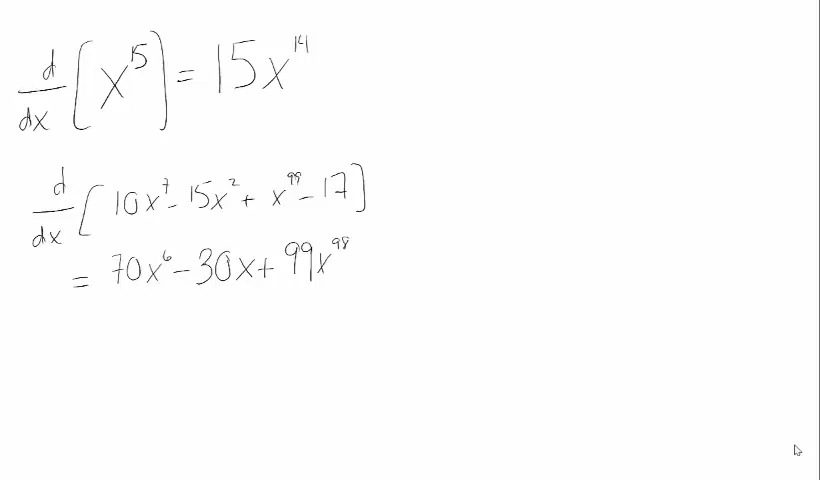 d/dx [x^15] = 15x^14
d/dx [10x^7 - 15x^2 + x^99 - 17]
= 70x^6 - 30x + 99x^98